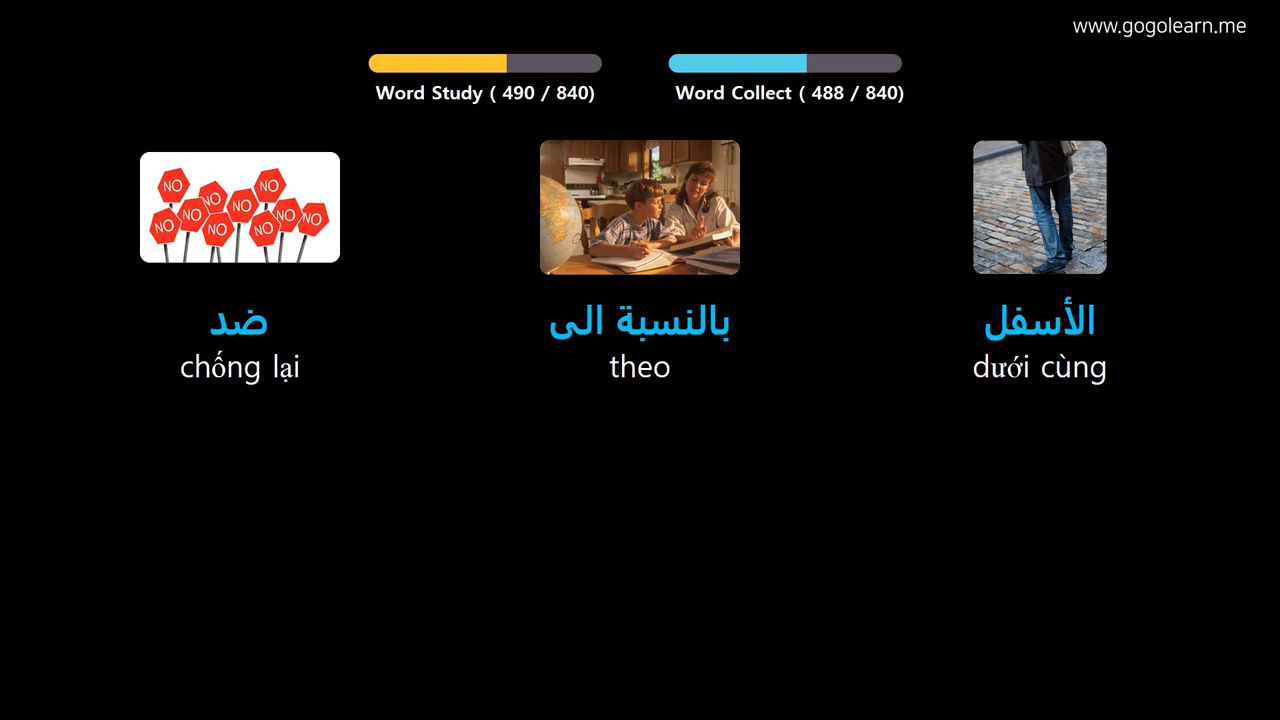 www.gogolearn.me
Word Study ( 490 / 840)
Word Collect ( 488 / 840)
NO
NO
NO
NO
NO
NO
NO
NO
NO
NO
ضد
chống lại
بالنسبة الى
theo
الأسفل
dưới cùng